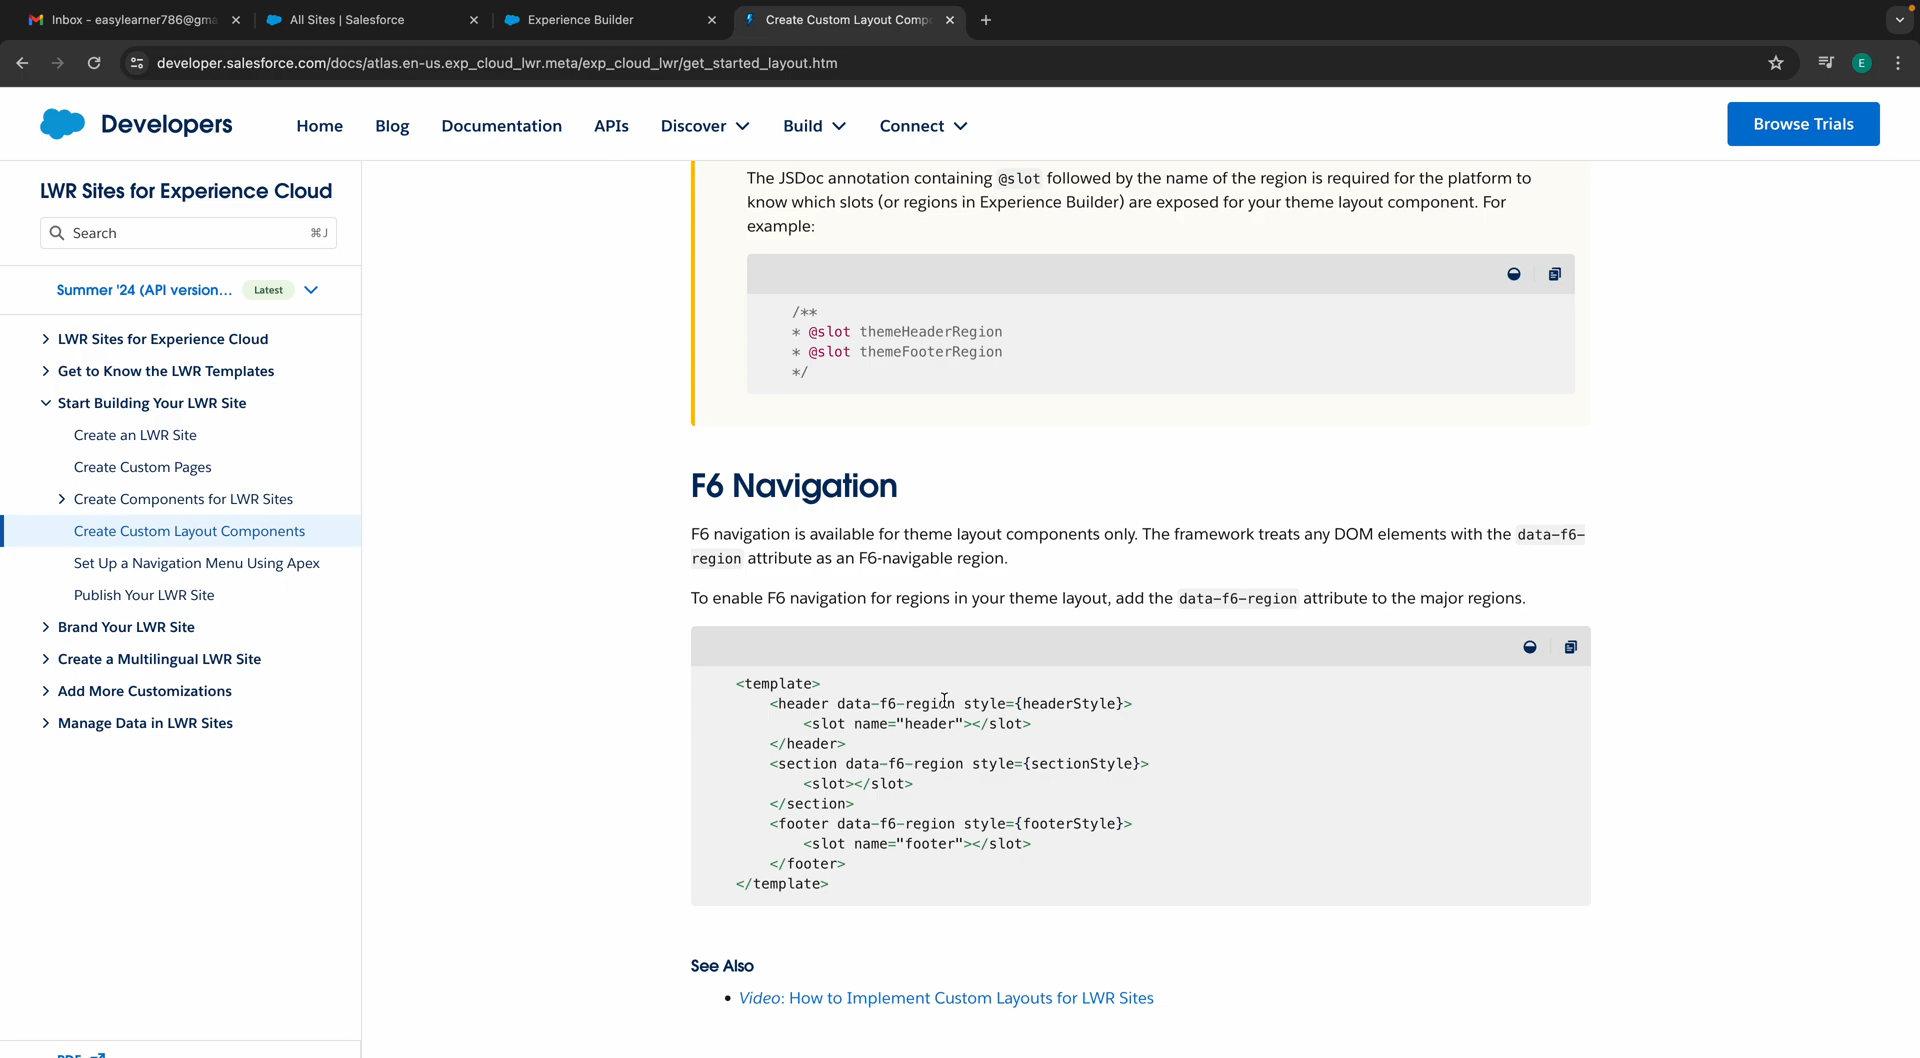 Inbox - easylearner786@gma
All Sites | Salesforce
Experience Builder
Create Custom Layout Comp
developer.salesforce.com/docs/atlas.en-us.exp_cloud_lwr.meta/exp_cloud_lwr/get_started_layout.htm
E
Developers
Home
Blog
Documentation
APIs
Discover
Build
Connect
Browse Trials
LWR Sites for Experience Cloud
Search
⌘J
Summer '24 (API version...
Latest
LWR Sites for Experience Cloud
Get to Know the LWR Templates
Start Building Your LWR Site
Create an LWR Site
Create Custom Pages
Create Components for LWR Sites
Create Custom Layout Components
Set Up a Navigation Menu Using Apex
Publish Your LWR Site
Brand Your LWR Site
Create a Multilingual LWR Site
Add More Customizations
Manage Data in LWR Sites
PDF
The JSDoc annotation containing @slot followed by the name of the region is required for the platform to
know which slots (or regions in Experience Builder) are exposed for your theme layout component. For
example:
/**
* @slot themeHeaderRegion
* @slot themeFooterRegion
*/
F6 Navigation
F6 navigation is available for theme layout components only. The framework treats any DOM elements with the data-f6-
region attribute as an F6-navigable region.
To enable F6 navigation for regions in your theme layout, add the data-f6-region attribute to the major regions.
<template>
<header data-f6-region style={headerStyle}>
<slot name="header"></slot>
</header>
<section data-f6-region style={sectionStyle}>
<slot></slot>
</section>
<footer data-f6-region style={footerStyle}>
<slot name="footer"></slot>
</footer>
</template>
See Also
• Video: How to Implement Custom Layouts for LWR Sites